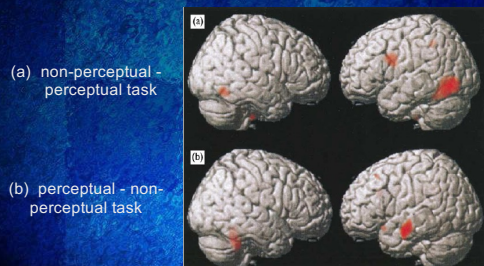 (a) non-perceptual -
perceptual task
(a)
(b) perceptual - non-
perceptual task
(b)